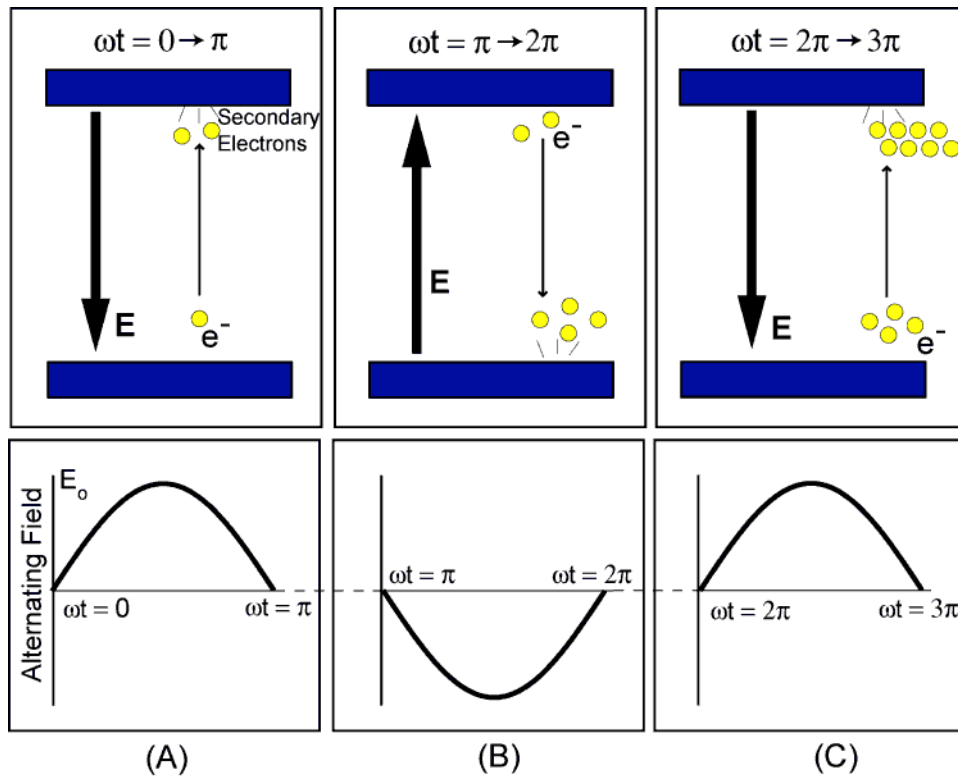 ωt = 0→π
Secondary
Electrons
E
e⁻
ωt = π→2π
e⁻
E
ωt = 2π→3π
E
e⁻
Alternating Field
E₀
ωt = 0
ωt = π
ωt = π
ωt = 2π
ωt = 2π
ωt = 3π
(A)
(B)
(C)